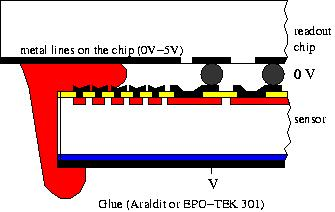 readout
chip
metal lines on the chip (0V–5V)
0 V
sensor
V
Glue (Araldit or EPO–TEK 301)